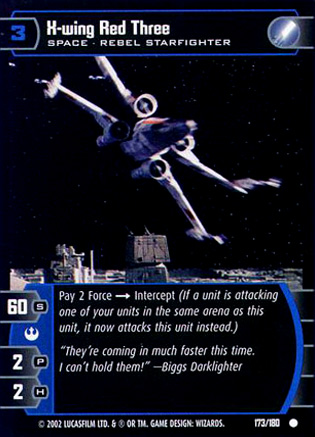 3
X-wing Red Three
SPACE · REBEL STARFIGHTER
60 S
Pay 2 Force → Intercept (If a unit is attacking
one of your units in the same arena as this
unit, it now attacks this unit instead.)
2 P
"They're coming in much faster this time.
I can't hold them!" –Biggs Darklighter
2 H
© 2002 LUCASFILM LTD. & ® OR TM. GAME DESIGN: WIZARDS.
173/180